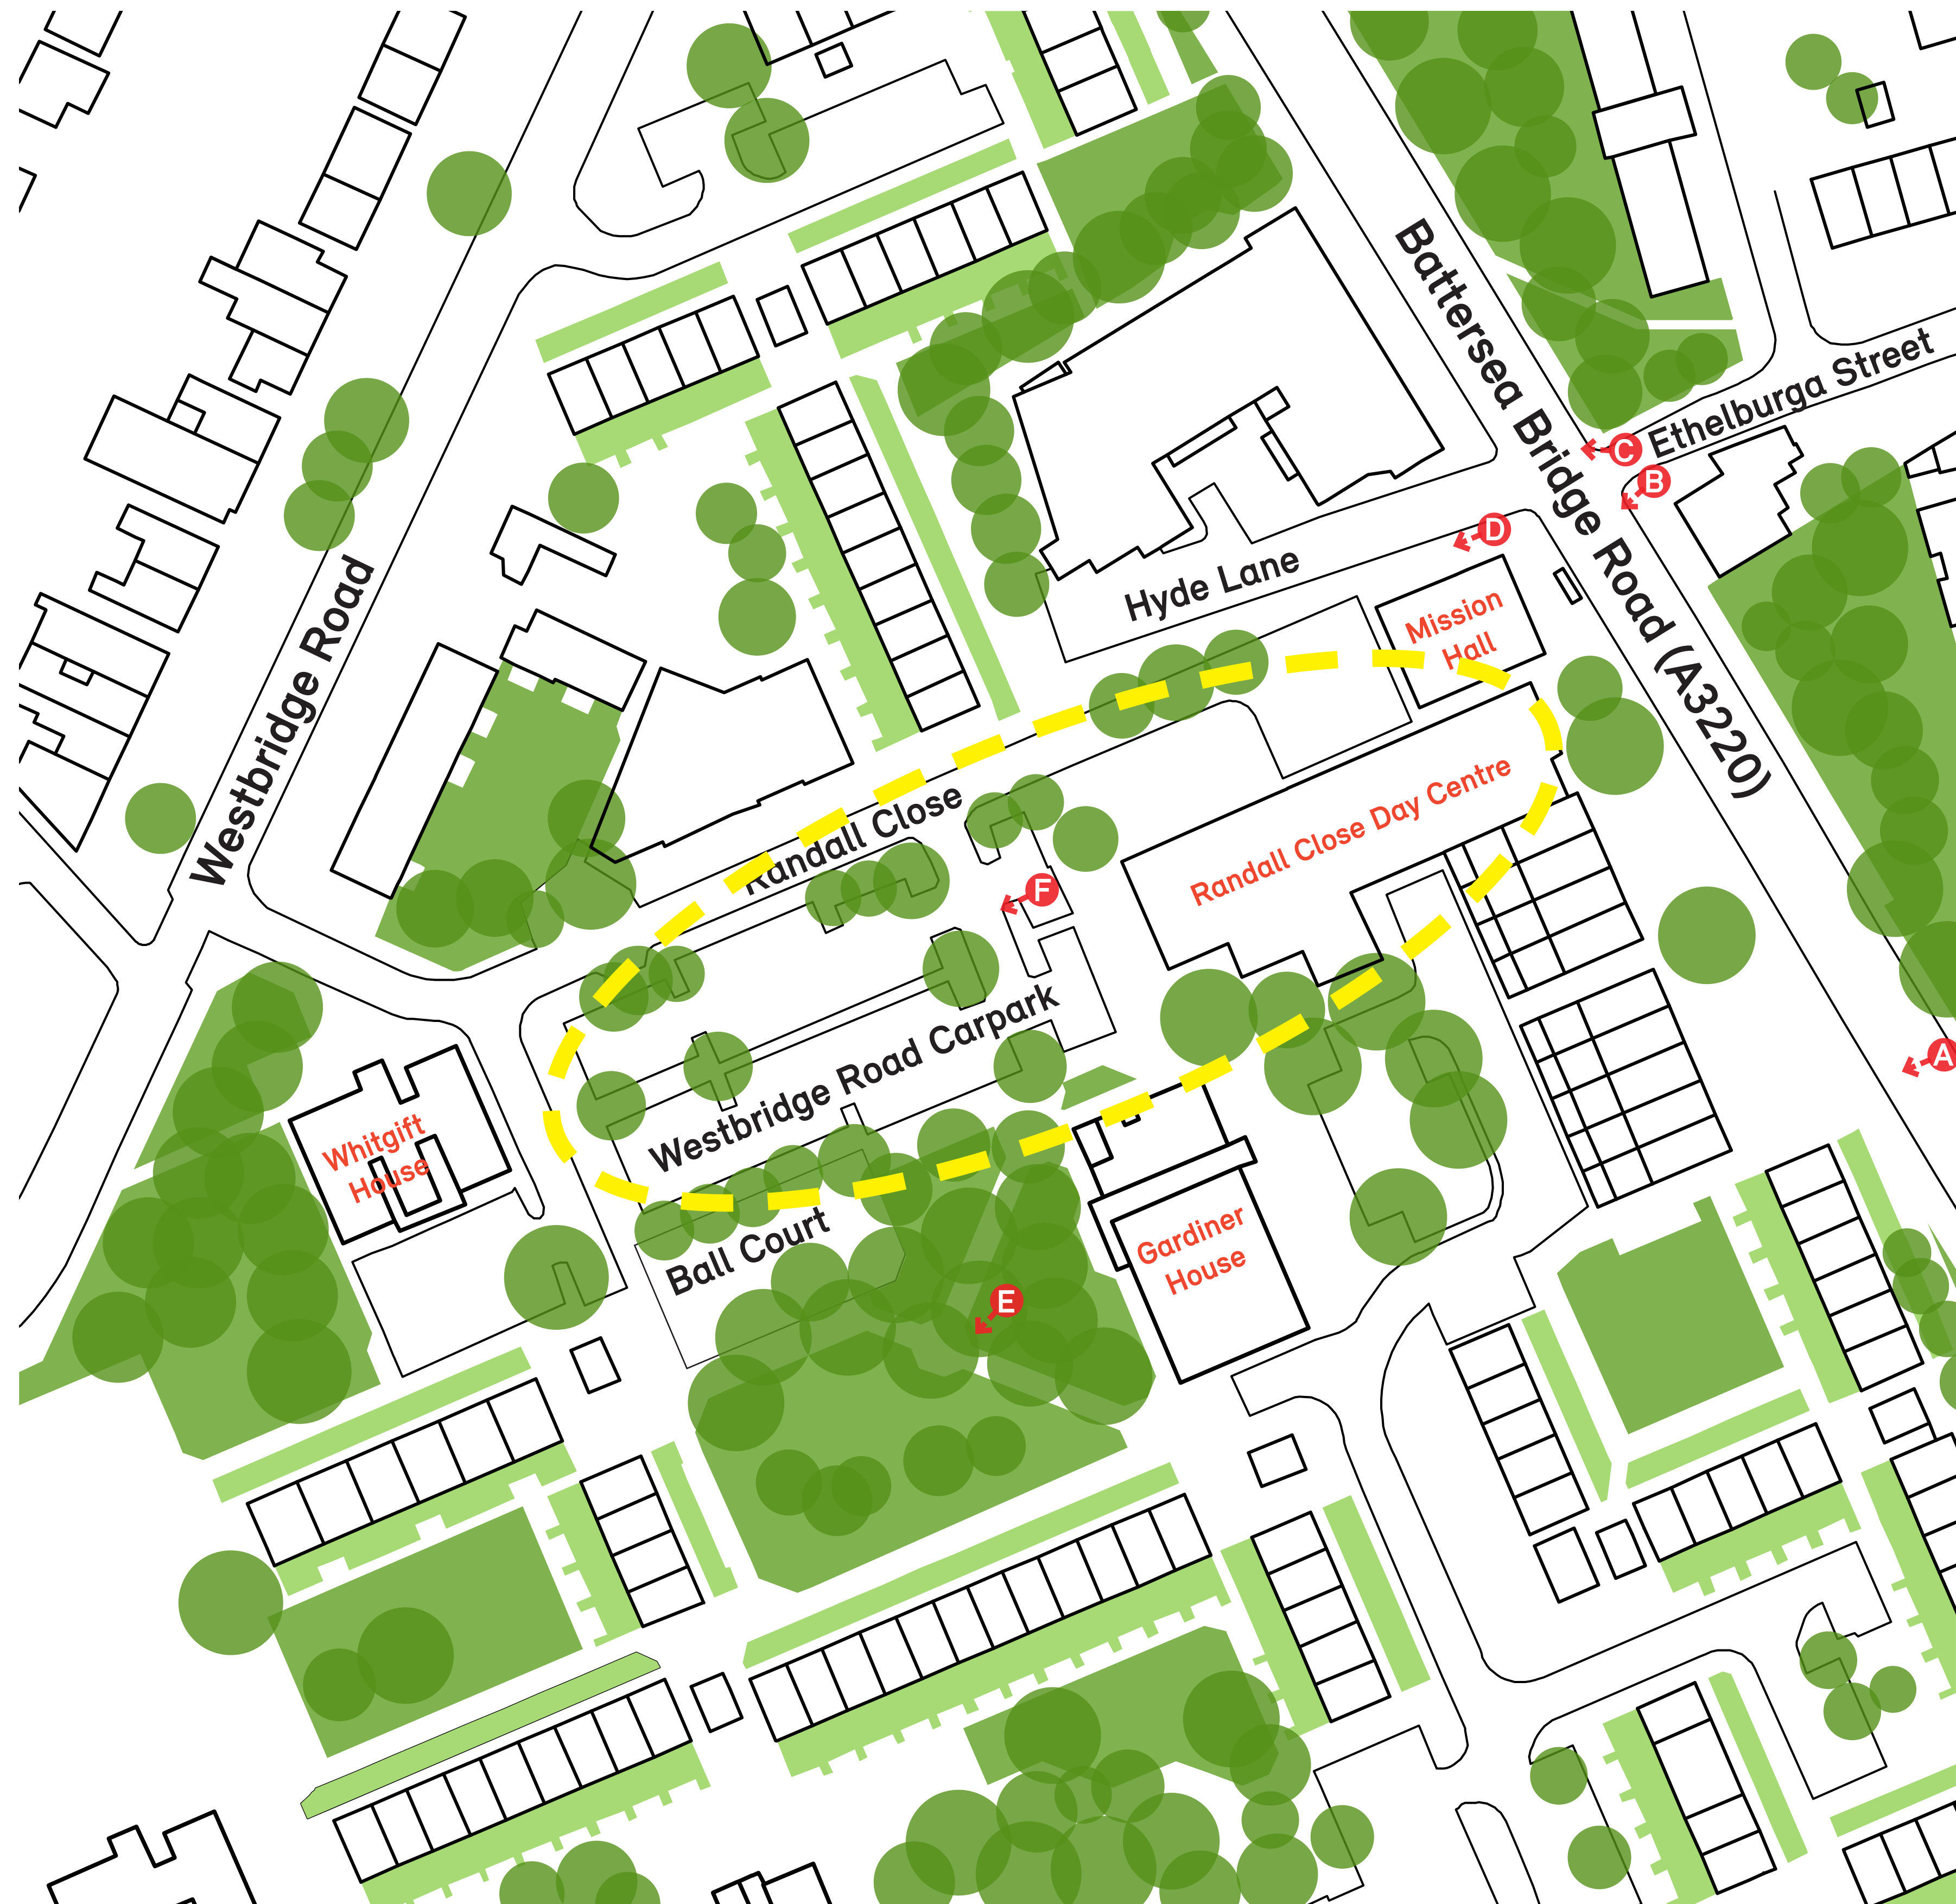 Battersea Bridge Road (A3220)
Ethelburga Street
C
B
D
Hyde Lane
Mission
Hall
Westbridge Road
Randall Close
Randall Close Day Centre
F
Westbridge Road Carpark
A
Whitgift
House
Ball Court
Gardiner
House
E